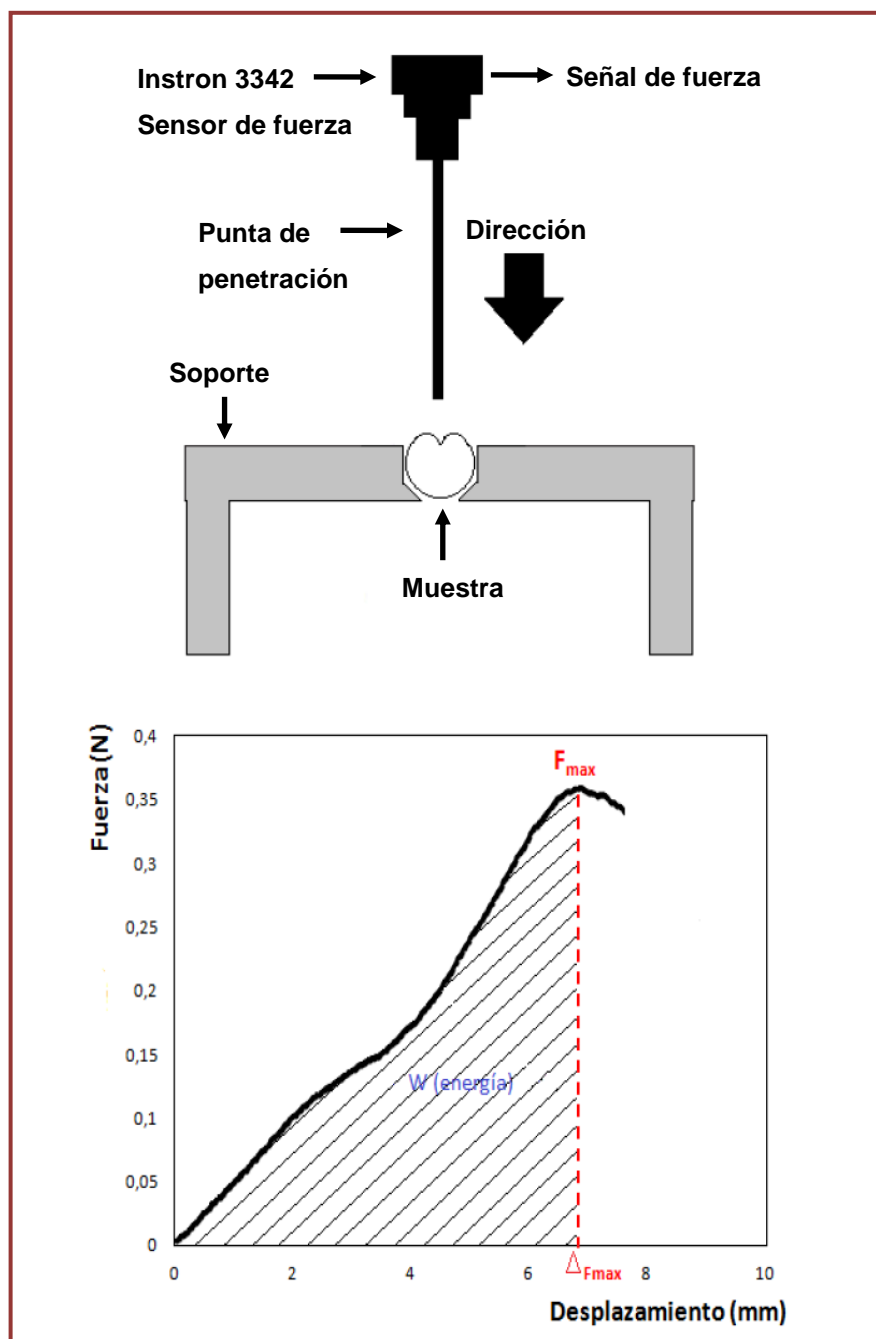 Instron 3342
Sensor de fuerza
Señal de fuerza
Punta de
penetración
Dirección
Soporte
Muestra
Fuerza (N)
0,4
0,35
0,3
0,25
0,2
0,15
0,1
0,05
0
Fmax
W (energía)
0
2
4
6
△Fmax
8
10
Desplazamiento (mm)